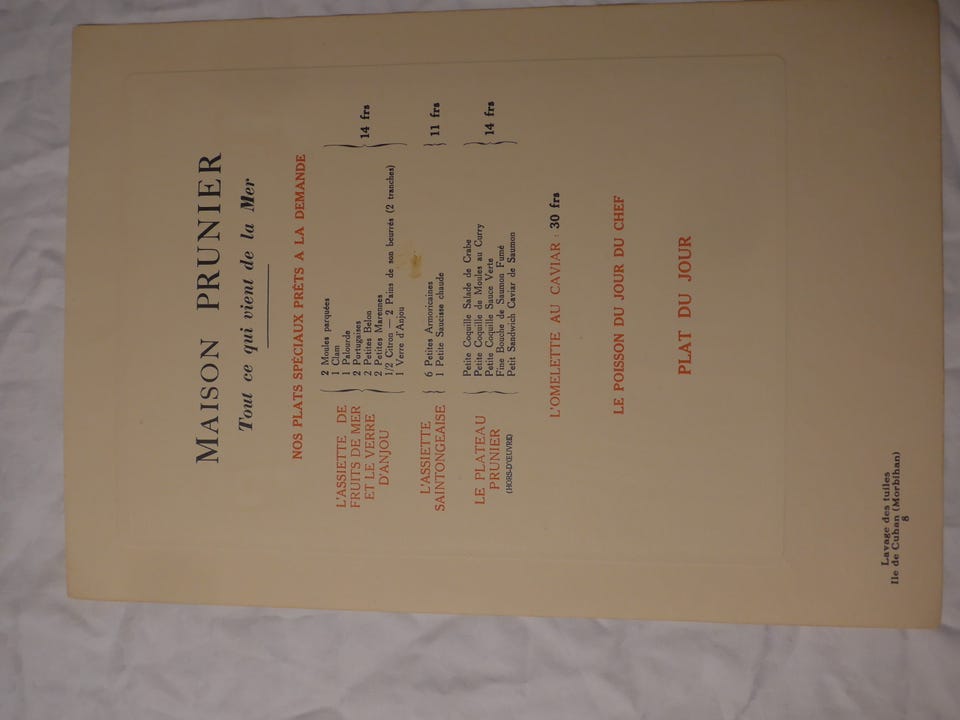 MAISON PRUNIER
Tout ce qui vient de la Mer
NOS PLATS SPÉCIAUX PRÊTS A LA DEMANDE
L'ASSIETTE DE
FRUITS DE MER
ET LE VERRE
D'ANJOU
2 Moules parquées
1 Clam
1 Palourde
2 Portugaises
2 Petites Belon
2 Petites Marennes
1/2 Citron — 2 Pains de son beurrés (2 tranches)
1 Verre d'Anjou
14 frs
L'ASSIETTE
SAINTONGEAISE
6 Petites Armoricaines
1 Petite Saucisse chaude
11 frs
LE PLATEAU
PRUNIER
(HORS-D'ŒUVRE)
Petite Coquille Salade de Crabe
Petite Coquille de Moules au Curry
Petite Coquille Sauce Verte
Fine Bouche de Saumon Fumé
Petit Sandwich Caviar de Saumon
14 frs
L'OMELETTE AU CAVIAR : 30 frs
LE POISSON DU JOUR DU CHEF
PLAT DU JOUR
Lavage des tuiles
Ile de Cuhan (Morbihan)
8